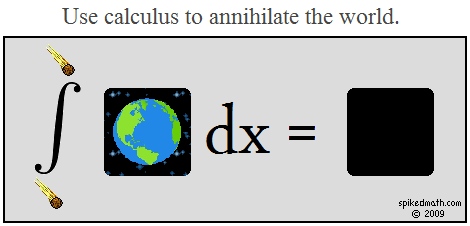 Use calculus to annihilate the world.
∫ dx =
spikedmath.com
© 2009